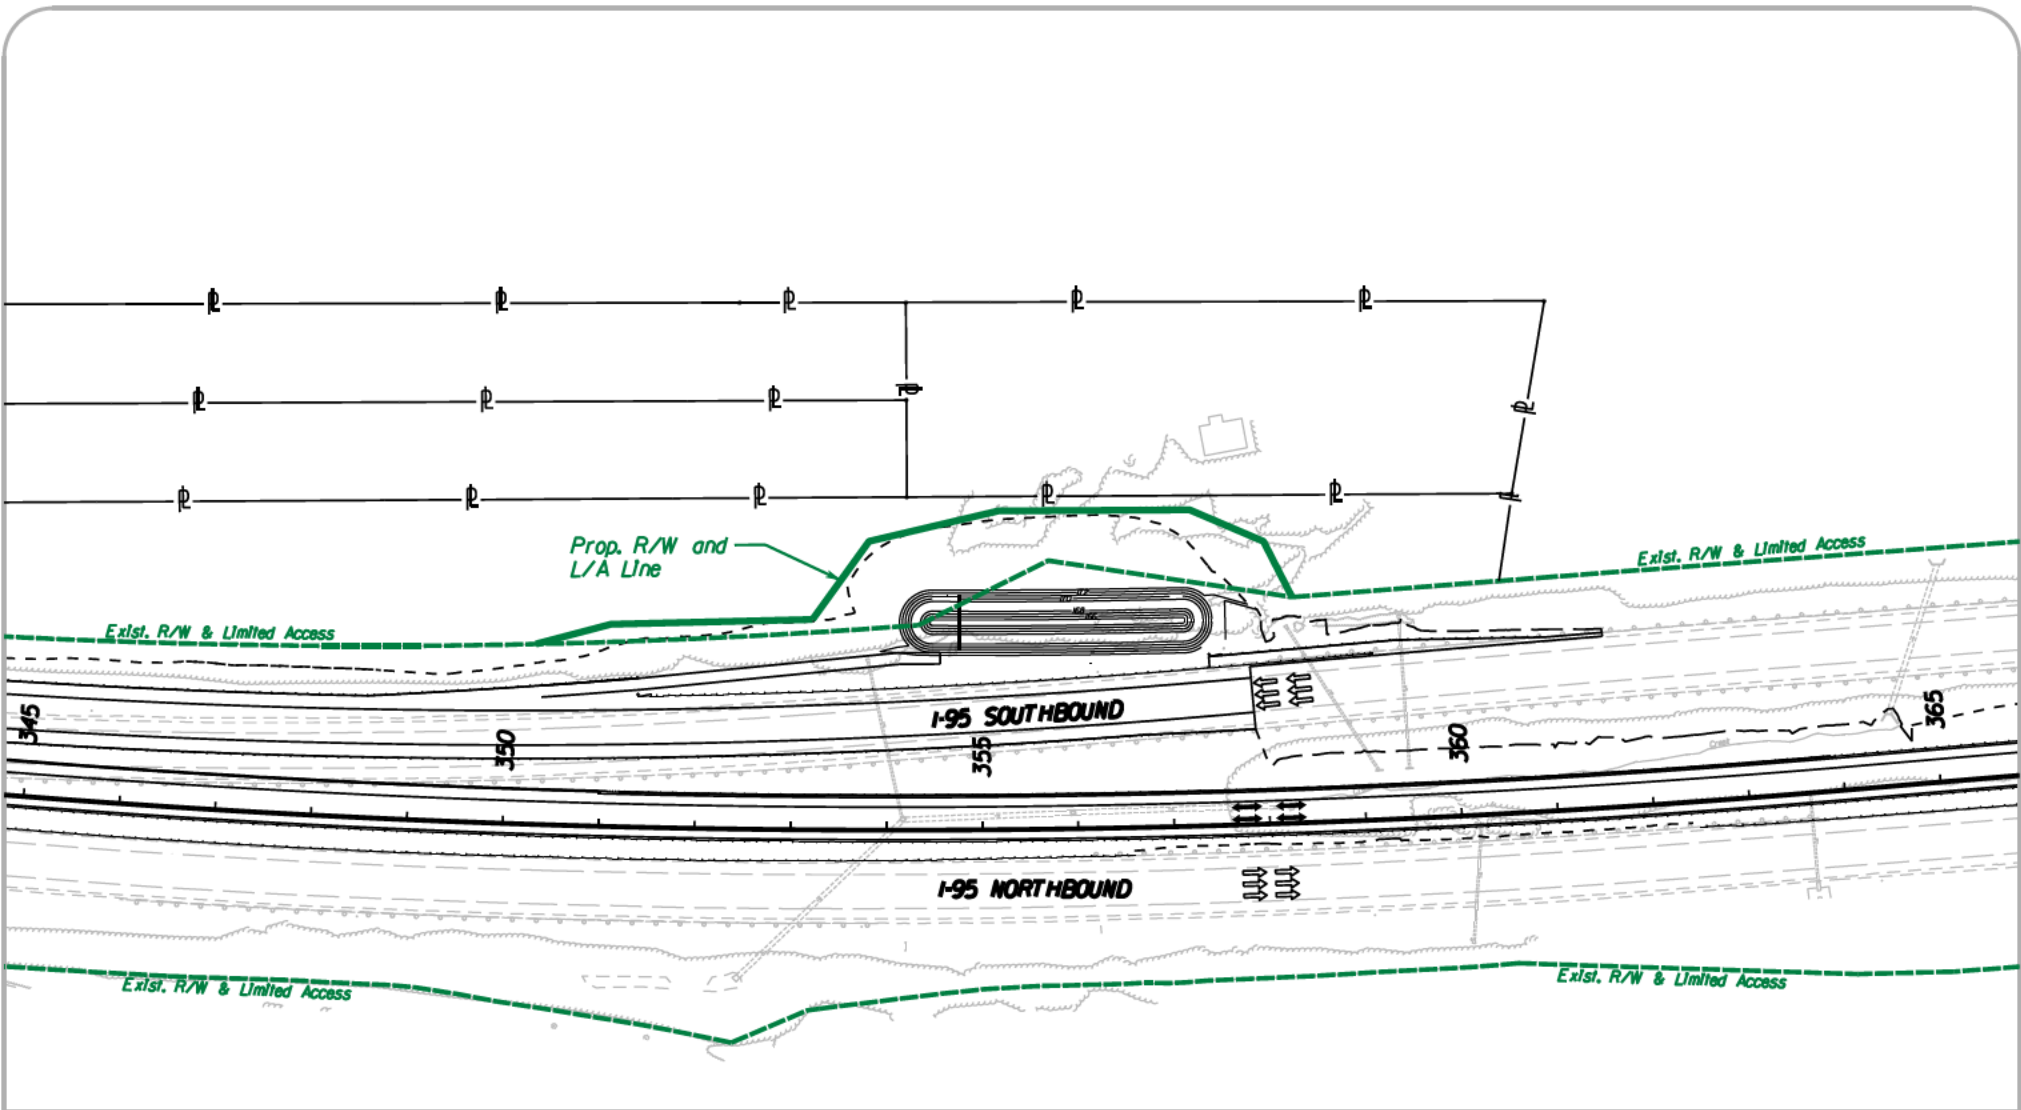 Prop. R/W and
L/A Line
Exist. R/W & Limited Access
Exist. R/W & Limited Access
345
350
355
360
365
I-95 SOUTHBOUND
I-95 NORTHBOUND
Exist. R/W & Limited Access
Exist. R/W & Limited Access